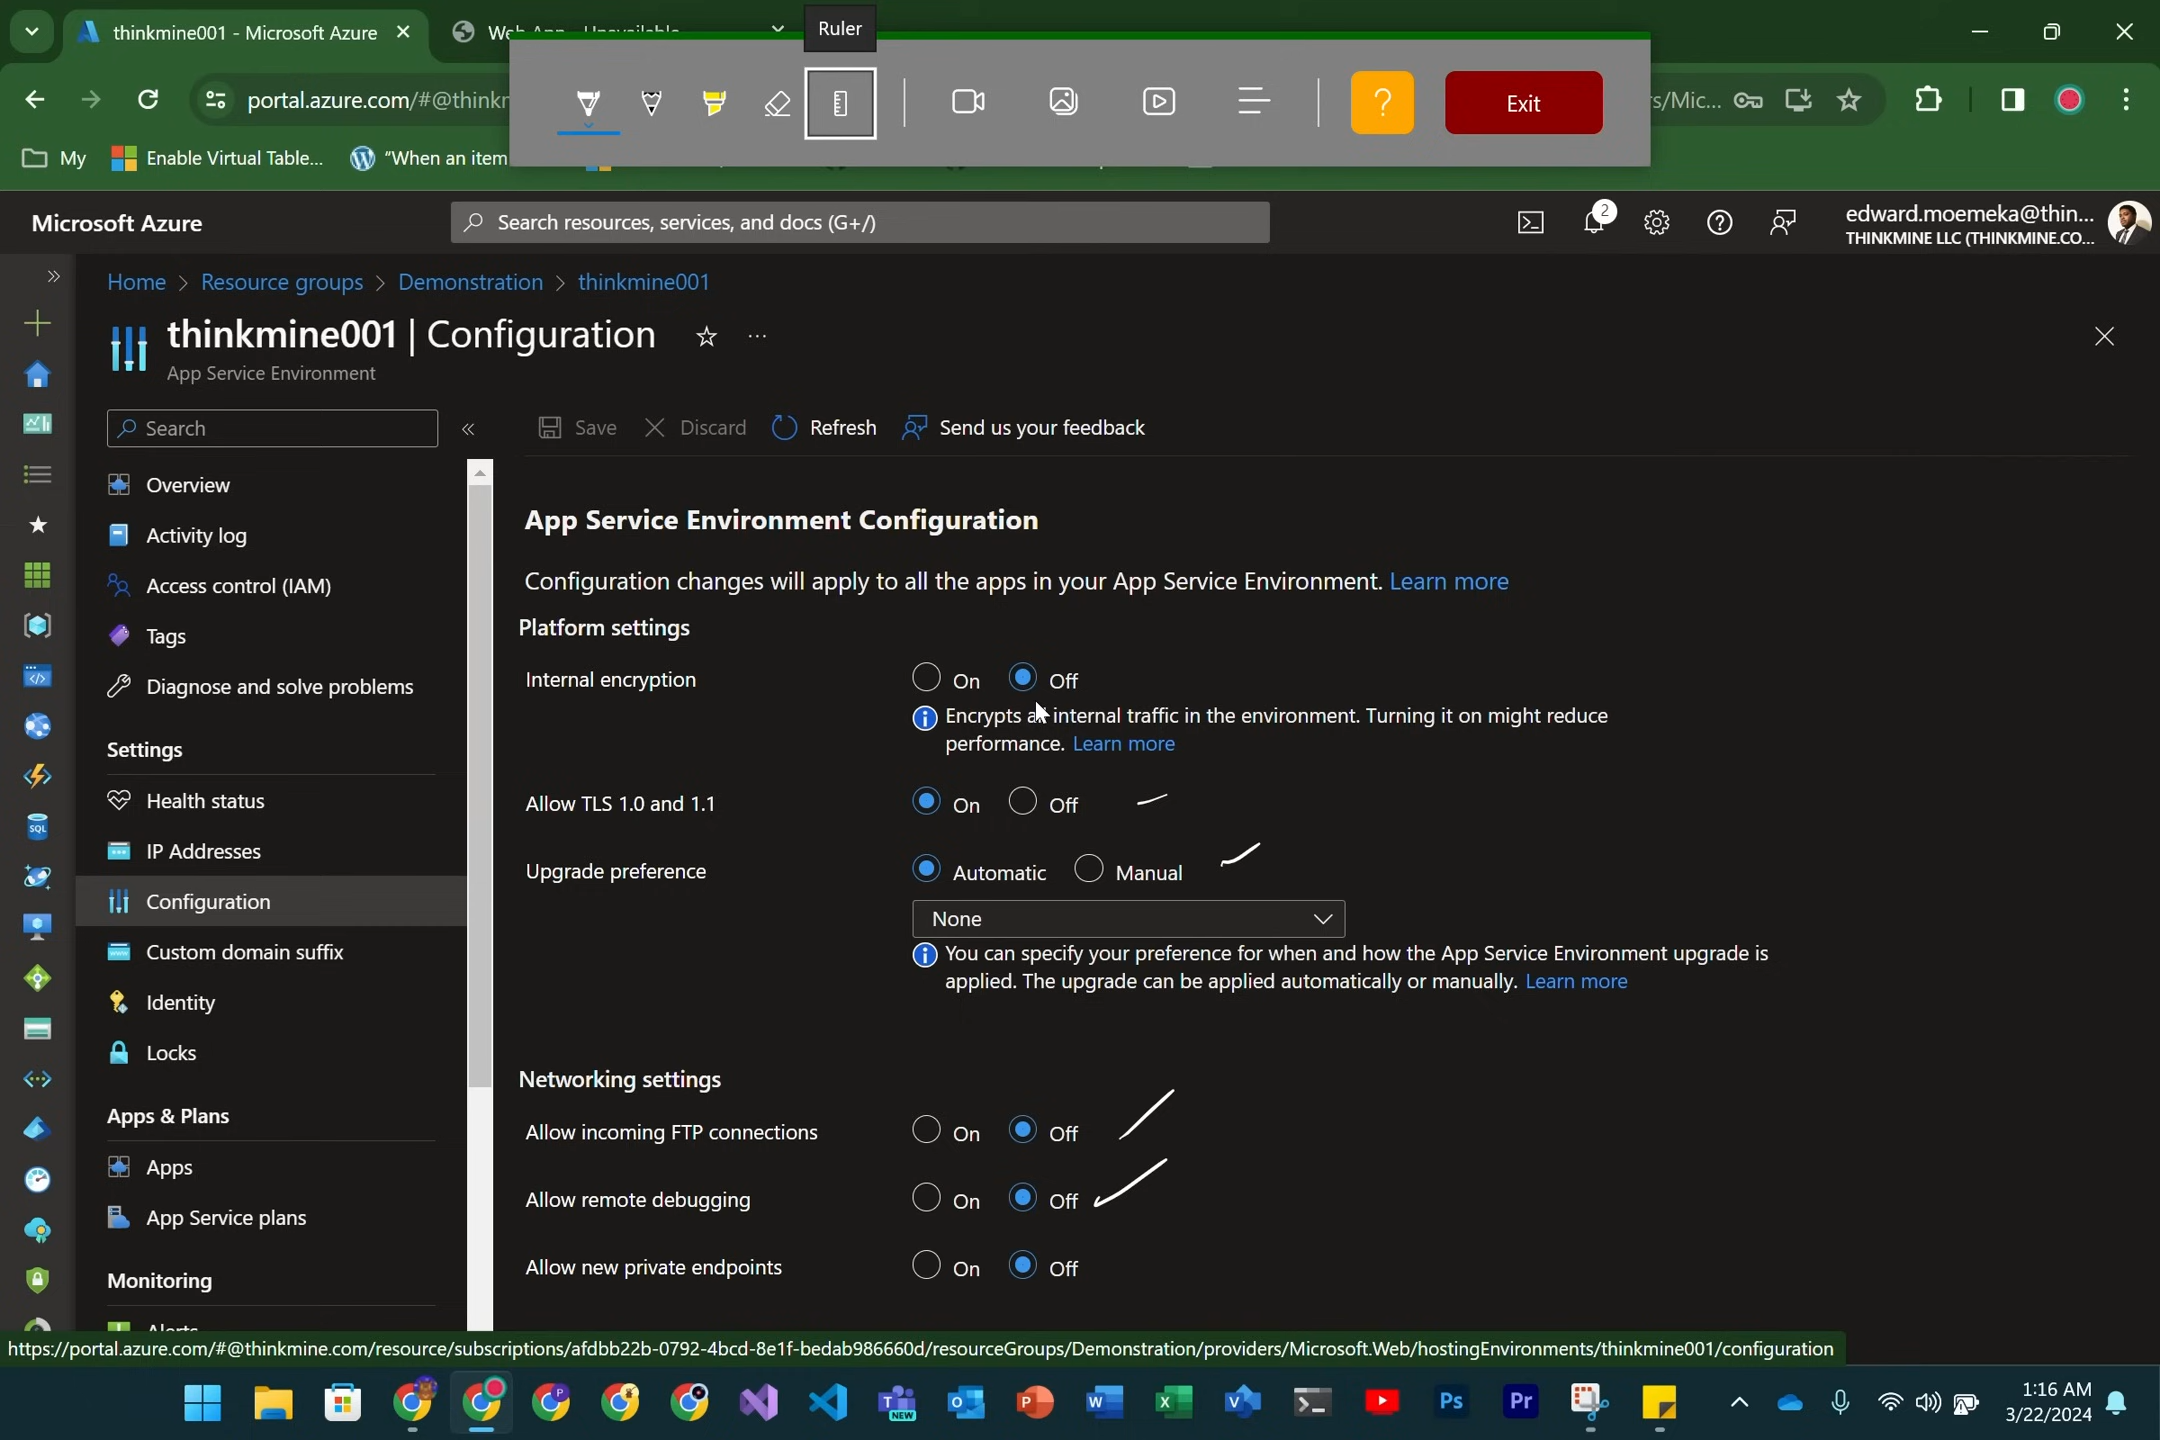 Ruler
thinkmine001 - Microsoft Azure
portal.azure.com/#@thinkr
Exit
s/Mic...
My
Enable Virtual Table...
"When an item
Microsoft Azure
Search resources, services, and docs (G+/)
2
edward.moemeka@thin...
THINKMINE LLC (THINKMINE.CO...
Home > Resource groups > Demonstration > thinkmine001
thinkmine001 | Configuration
App Service Environment
Search
Save
Discard
Refresh
Send us your feedback
Overview
Activity log
Access control (IAM)
Tags
Diagnose and solve problems
Settings
Health status
IP Addresses
Configuration
Custom domain suffix
Identity
Locks
Apps & Plans
Apps
App Service plans
Monitoring
Alerts
App Service Environment Configuration
Configuration changes will apply to all the apps in your App Service Environment. Learn more
Platform settings
Internal encryption
On Off
Encrypts all internal traffic in the environment. Turning it on might reduce
performance. Learn more
Allow TLS 1.0 and 1.1
On Off
Upgrade preference
Automatic Manual
None
You can specify your preference for when and how the App Service Environment upgrade is
applied. The upgrade can be applied automatically or manually. Learn more
Networking settings
Allow incoming FTP connections
On Off
Allow remote debugging
On Off
Allow new private endpoints
On Off
https://portal.azure.com/#@thinkmine.com/resource/subscriptions/afdbb22b-0792-4bcd-8e1f-bedab986660d/resourceGroups/Demonstration/providers/Microsoft.Web/hostingEnvironments/thinkmine001/configuration
1:16 AM
3/22/2024